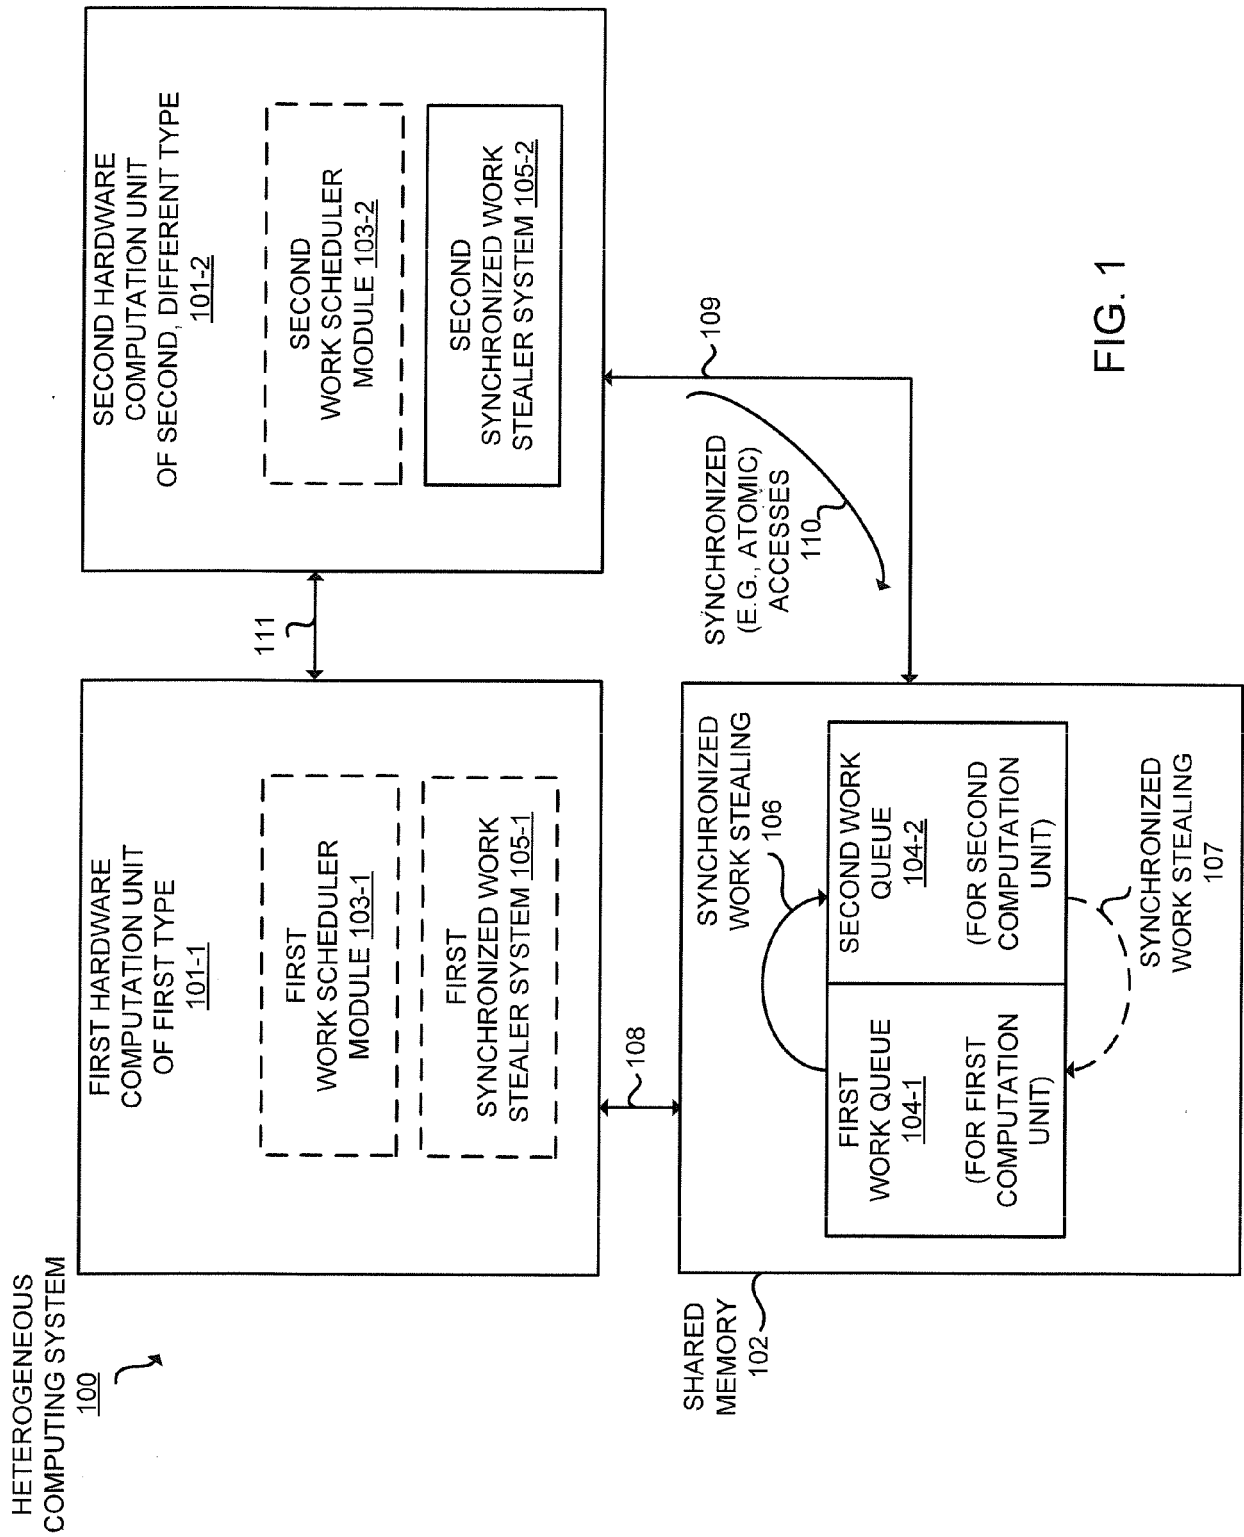 HETEROGENEOUS
COMPUTING SYSTEM
100
FIRST HARDWARE
COMPUTATION UNIT
OF FIRST TYPE
101-1
FIRST
WORK SCHEDULER
MODULE 103-1
FIRST
SYNCHRONIZED WORK
STEALER SYSTEM 105-1
111
SECOND HARDWARE
COMPUTATION UNIT
OF SECOND, DIFFERENT TYPE
101-2
SECOND
WORK SCHEDULER
MODULE 103-2
SECOND
SYNCHRONIZED WORK
STEALER SYSTEM 105-2
108
109
SYNCHRONIZED
(E.G., ATOMIC)
ACCESSES
110
SHARED
MEMORY
102
SYNCHRONIZED
WORK STEALING
106
FIRST
WORK QUEUE
104-1
(FOR FIRST
COMPUTATION
UNIT)
SECOND WORK
QUEUE
104-2
(FOR SECOND
COMPUTATION
UNIT)
SYNCHRONIZED
WORK STEALING
107
FIG. 1